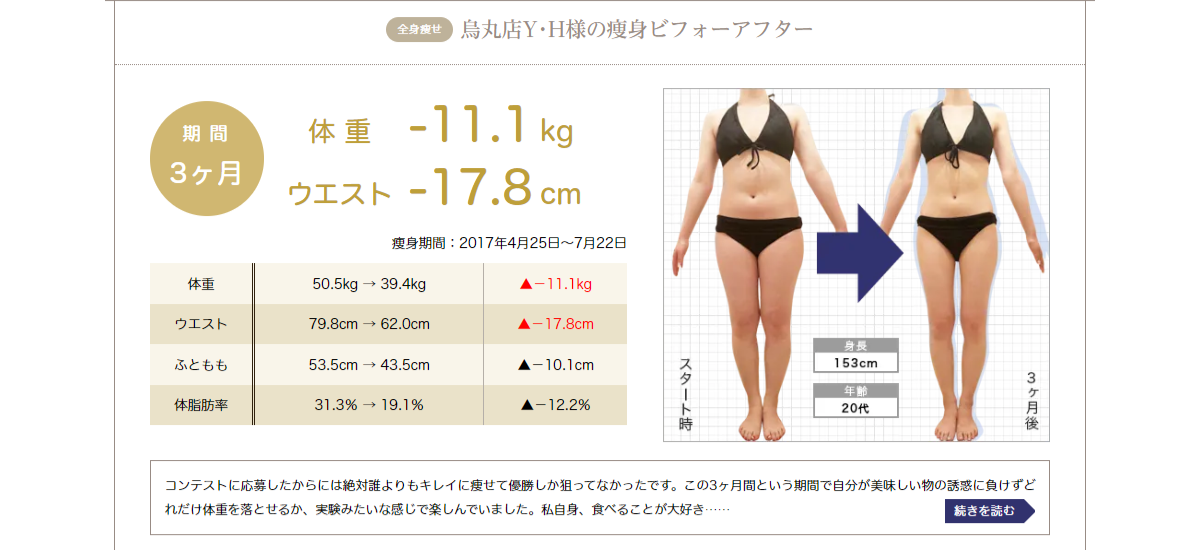 全身痩せ 烏丸店Y・H様の痩身ビフォーアフター
期間
3ヶ月
体重 -11.1 kg
ウエスト -17.8 cm
痩身期間：2017年4月25日〜7月22日
体重 50.5kg → 39.4kg ▲－11.1kg
ウエスト 79.8cm → 62.0cm ▲－17.8cm
ふともも 53.5cm → 43.5cm ▲－10.1cm
体脂肪率 31.3% → 19.1% ▲－12.2%
スタート時
身長
153cm
年齢
20代
3ヶ月後
コンテストに応募したからには絶対誰よりもキレイに痩せて優勝しか狙ってなかったです。この3ヶ月間という期間で自分が美味しい物の誘惑に負けずど
れだけ体重を落とせるか、実験みたいな感じで楽しんでいました。私自身、食べることが大好き……
続きを読む